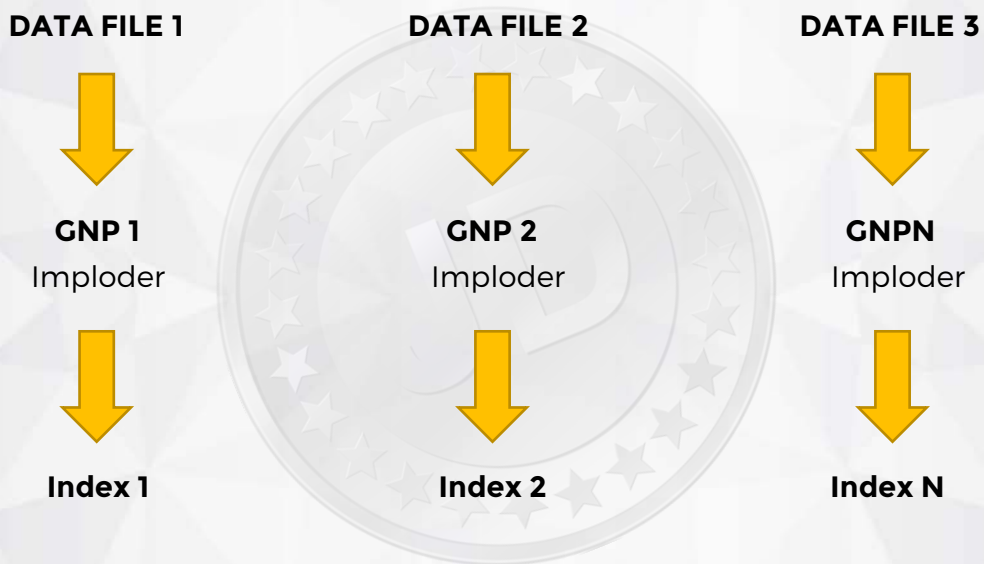 DATA FILE 1 DATA FILE 2 DATA FILE 3
GNP 1 GNP 2 GNPN
Imploder Imploder Imploder
Index 1 Index 2 Index N
JD